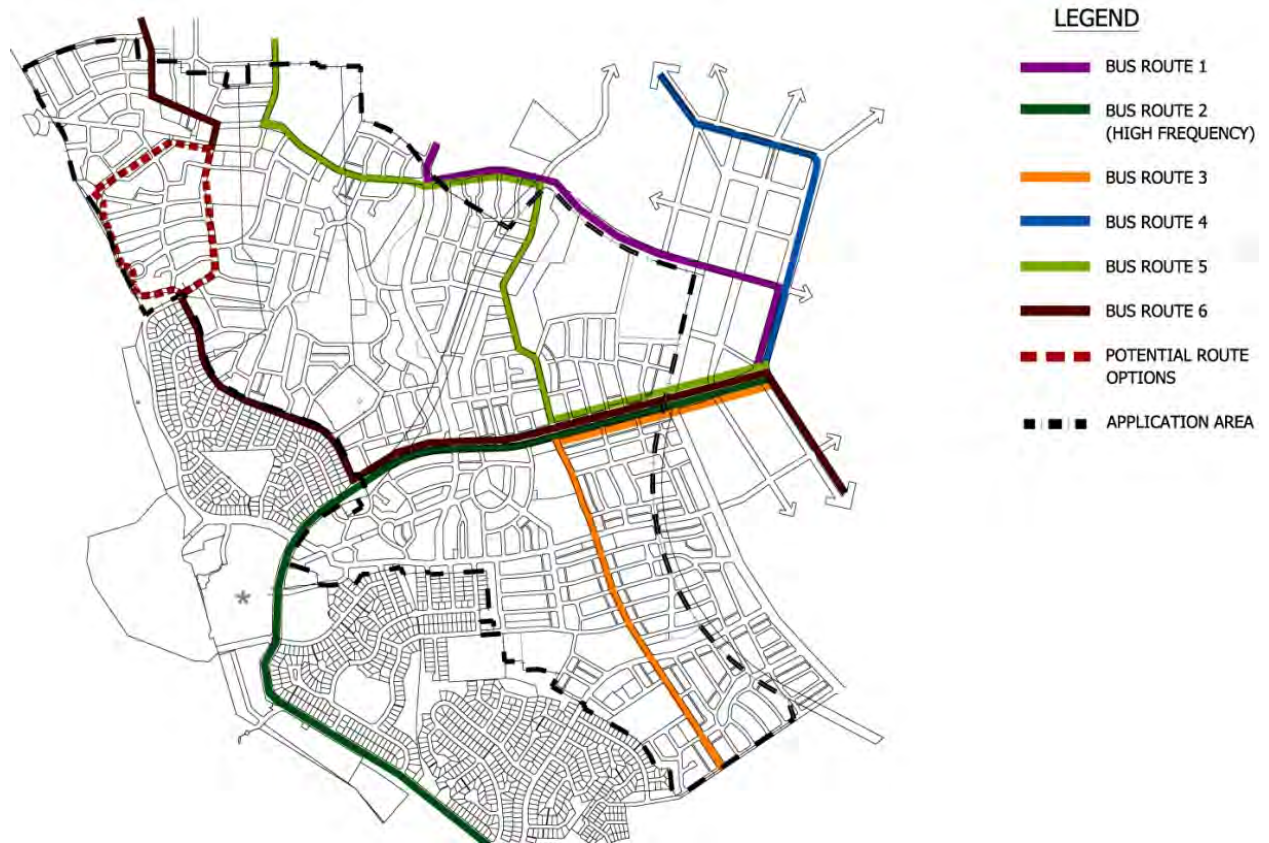 LEGEND
BUS ROUTE 1
BUS ROUTE 2
(HIGH FREQUENCY)
BUS ROUTE 3
BUS ROUTE 4
BUS ROUTE 5
BUS ROUTE 6
POTENTIAL ROUTE
OPTIONS
APPLICATION AREA